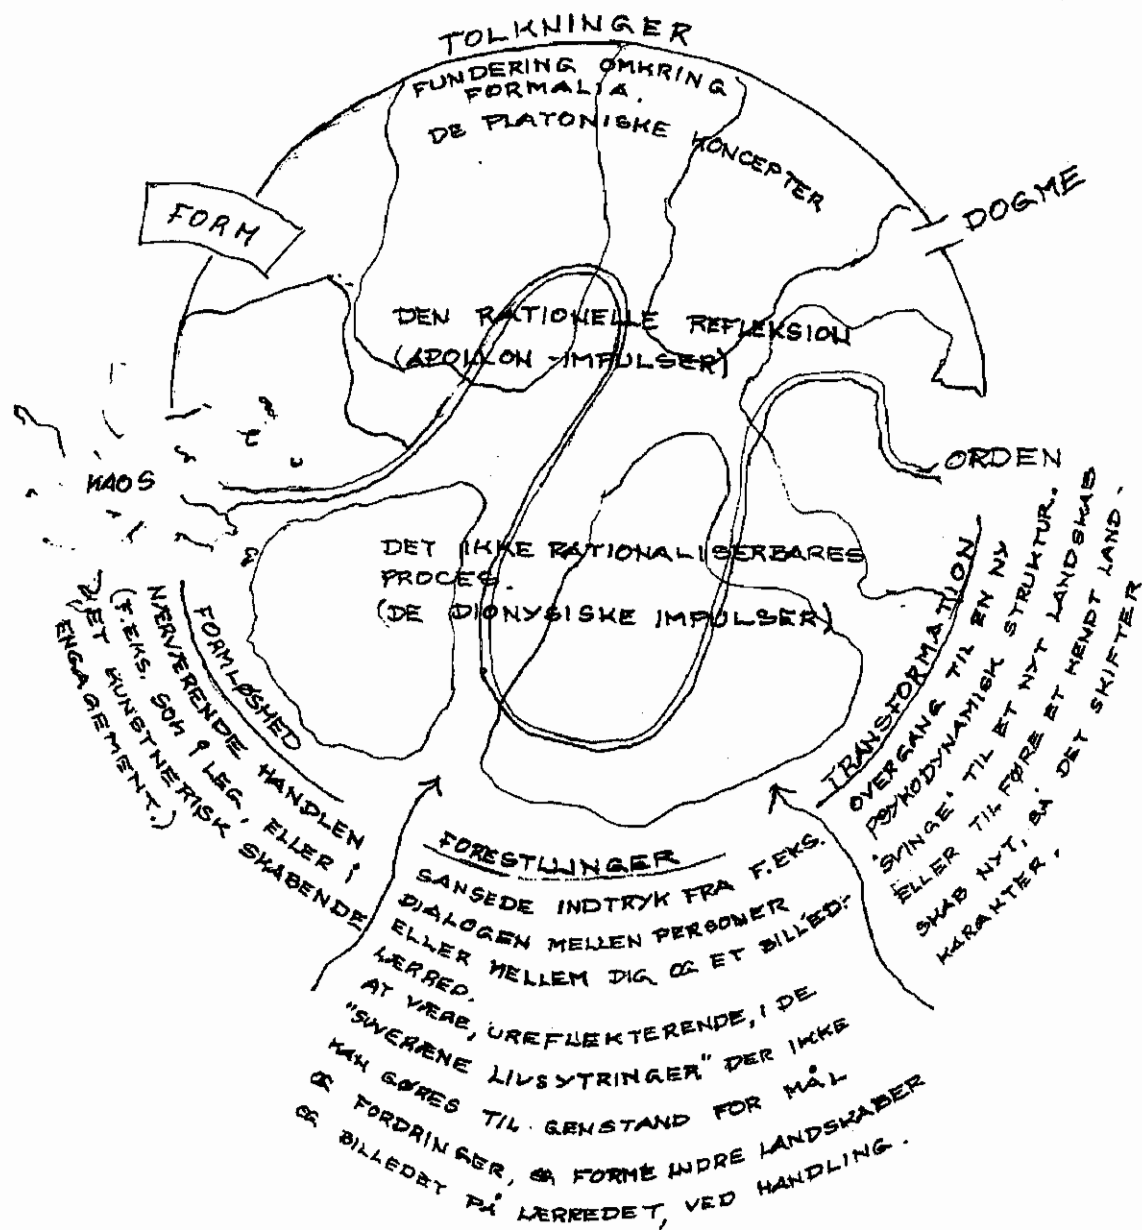 TOLKNINGER
FUNDERING OMKRING
FORMALIA.
DE PLATONISKE KONCEPTER
FORM
DOGME
DEN RATIONELLE REFLEKSION
(APOLLON-IMPULSER)
KAOS
ORDEN
DET IKKE RATIONALISERBARES
PROCES.
(DE DIONYSISKE IMPULSER)
FORMLØSHED
NÆRVÆRENDE HANDLEN
(F.EKS. SOM I LEG, ELLER I
ET KUNSTNERISK SKABENDE
ENGAGEMENT.)
FORESTLLINGER
SANSEDE INDTRYK FRA F.EKS.
DIALOGEN MELLEN PERSONER
ELLER MELLEM DIG OG ET BILLED-
LÆRRED.
AT VÆRE, UREFLEKTERENDE, I DE
"SUVERÆNE LIVSYTRINGER" DER IKKE
KAN GØRES TIL GENSTAND FOR MÅL
OG FORDRINGER, OG FORME INDRE LANDSKABER
OG BILLEDET PÅ LÆRREDET, VED HANDLING.
TRANSFORMATION
OVERGANG TIL EN NY
PSYKODYNAMISK STRUKTUR.
'SVINGE' TIL ET NYT LANDSKAB
ELLER TIL FØRE ET KENDT LAND-
SKAB NYT, SÅ DET SKIFTER
KARAKTER.